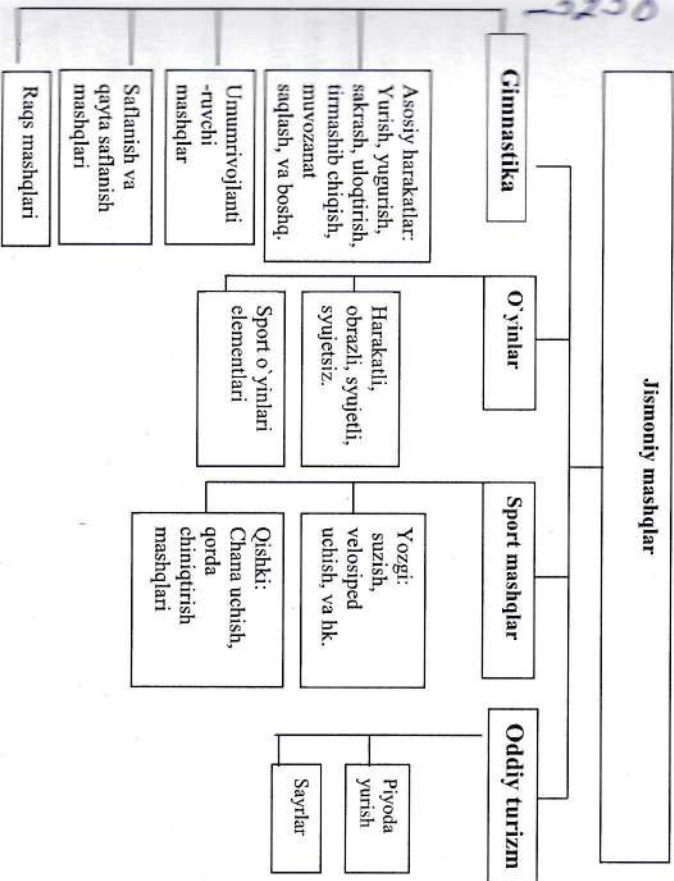 Jismoniy mashqlar
Gimnastika
Asosiy harakatlar:
Yurish, yugurish,
sakrash, uloqtirish,
tirmashib chiqish,
muvozanat
saqlash, va boshq.
Umumrivojlanti
-ruvchi
mashqlar
Saflanish va
qayta saflanish
mashqlari
Raqs mashqlari
O`yinlar
Harakatli,
obrazli, syujetli,
syujetsiz.
Sport o`yinlari
elementlari
Sport mashqlar
Yozgi:
suzish,
velosiped
uchish, va hk.
Qishki:
Chana uchish,
qorda
chiniqtirish
mashqlari
Oddiy turizm
Piyoda
yurish
Sayrlar